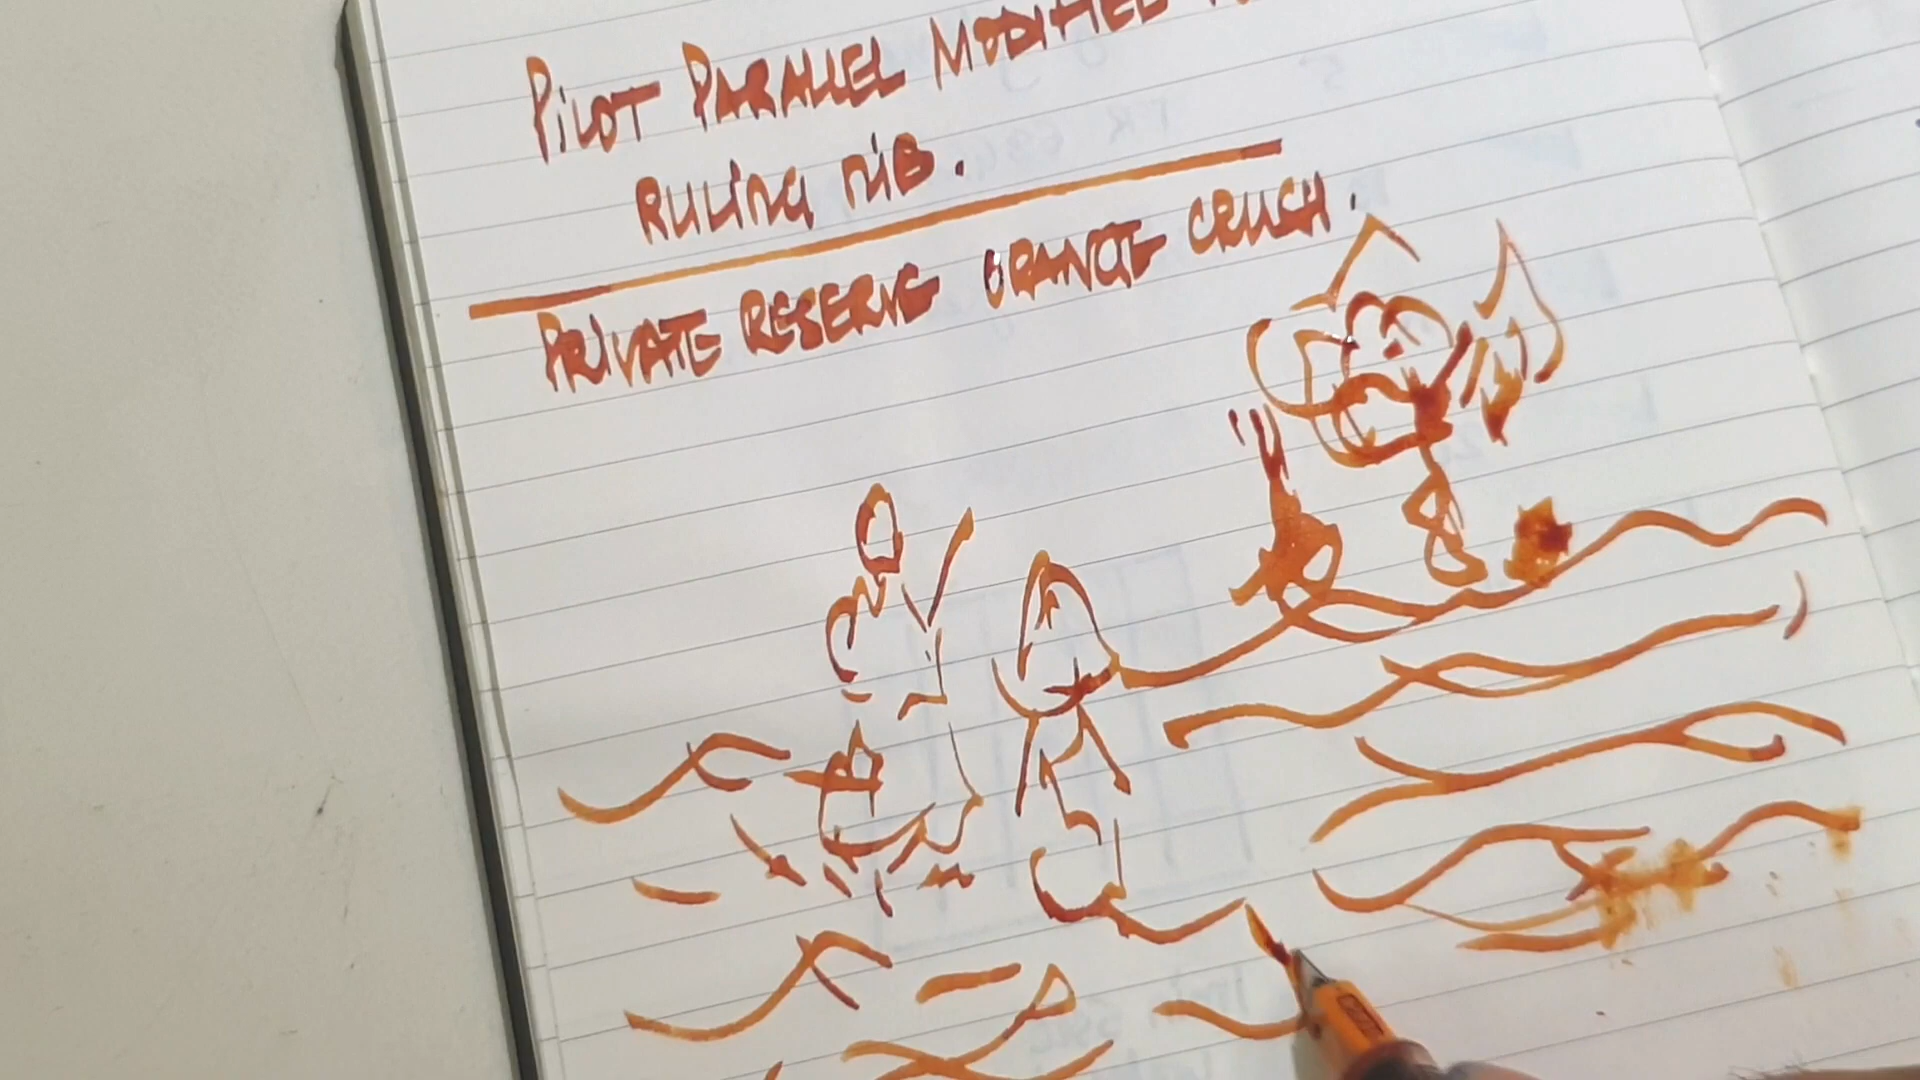 PILOT PARALLEL MODIFIED
RULING NIB.
PRIVATE RESERVE ORANGE CRUSH.